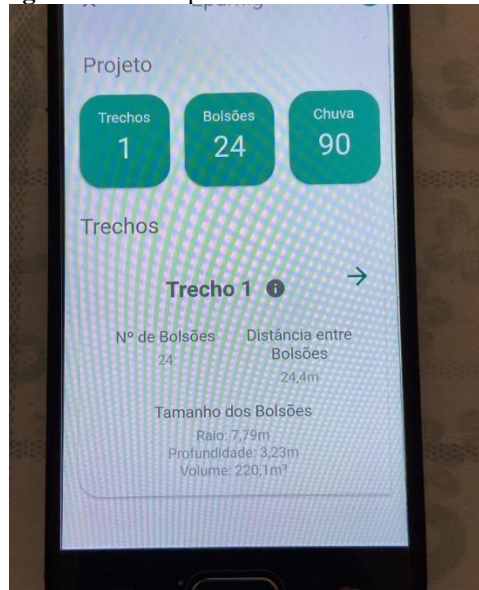 Projeto
Trechos
Bolsões
Chuva
1
24
90
Trechos
Trecho 1
Nº de Bolsões
Distância entre
Bolsões
24
24,4m
Tamanho dos Bolsões
Raio: 7,79m
Profundidade: 3,23m
Volume: 220,1m³